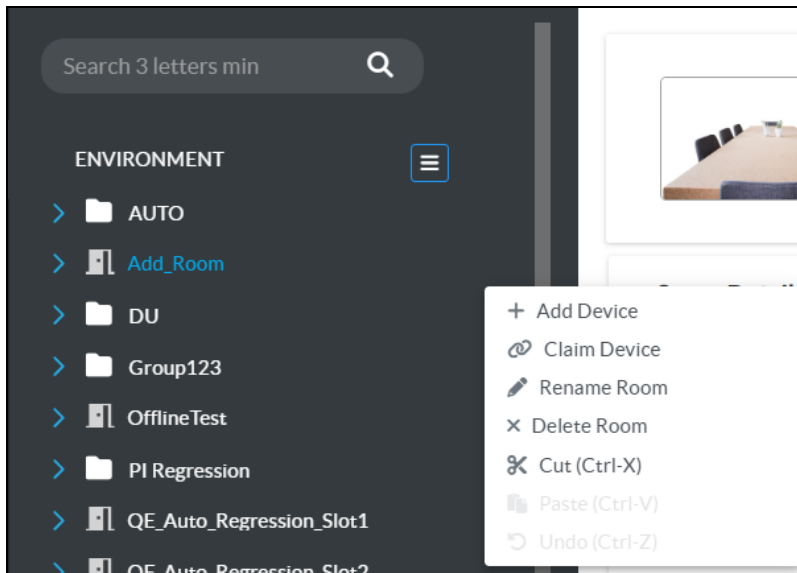 Search 3 letters min
ENVIRONMENT
AUTO
Add_Room
DU
Group123
OfflineTest
PI Regression
QE_Auto_Regression_Slot1
QE_Auto_Regression_Slot2
+ Add Device
Claim Device
Rename Room
× Delete Room
Cut (Ctrl-X)
Paste (Ctrl-V)
Undo (Ctrl-Z)